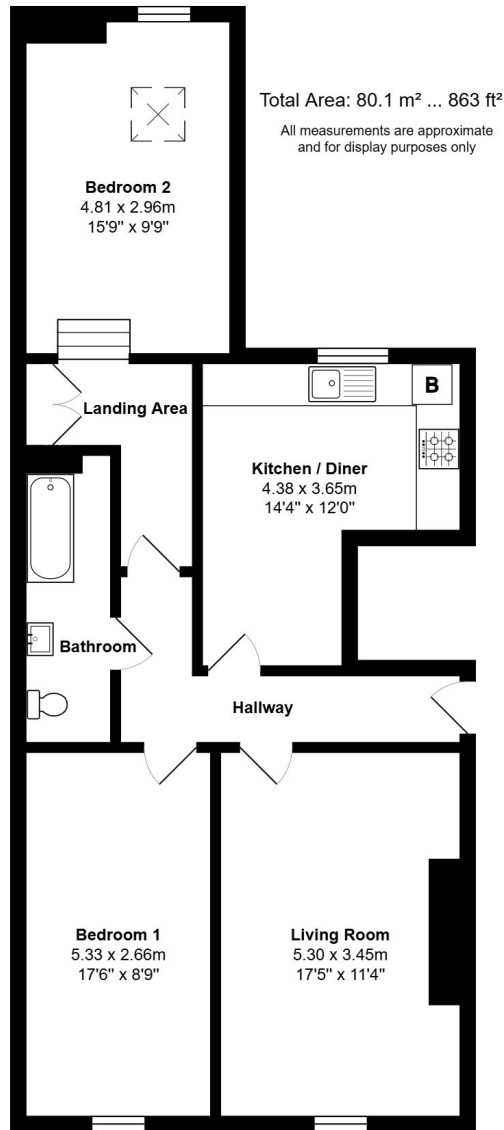 Total Area: 80.1 m² ... 863 ft²
All measurements are approximate
and for display purposes only
Bedroom 2
4.81 x 2.96m
15'9" x 9'9"
Landing Area
B
Kitchen / Diner
4.38 x 3.65m
14'4" x 12'0"
Bathroom
Hallway
Bedroom 1
5.33 x 2.66m
17'6" x 8'9"
Living Room
5.30 x 3.45m
17'5" x 11'4"